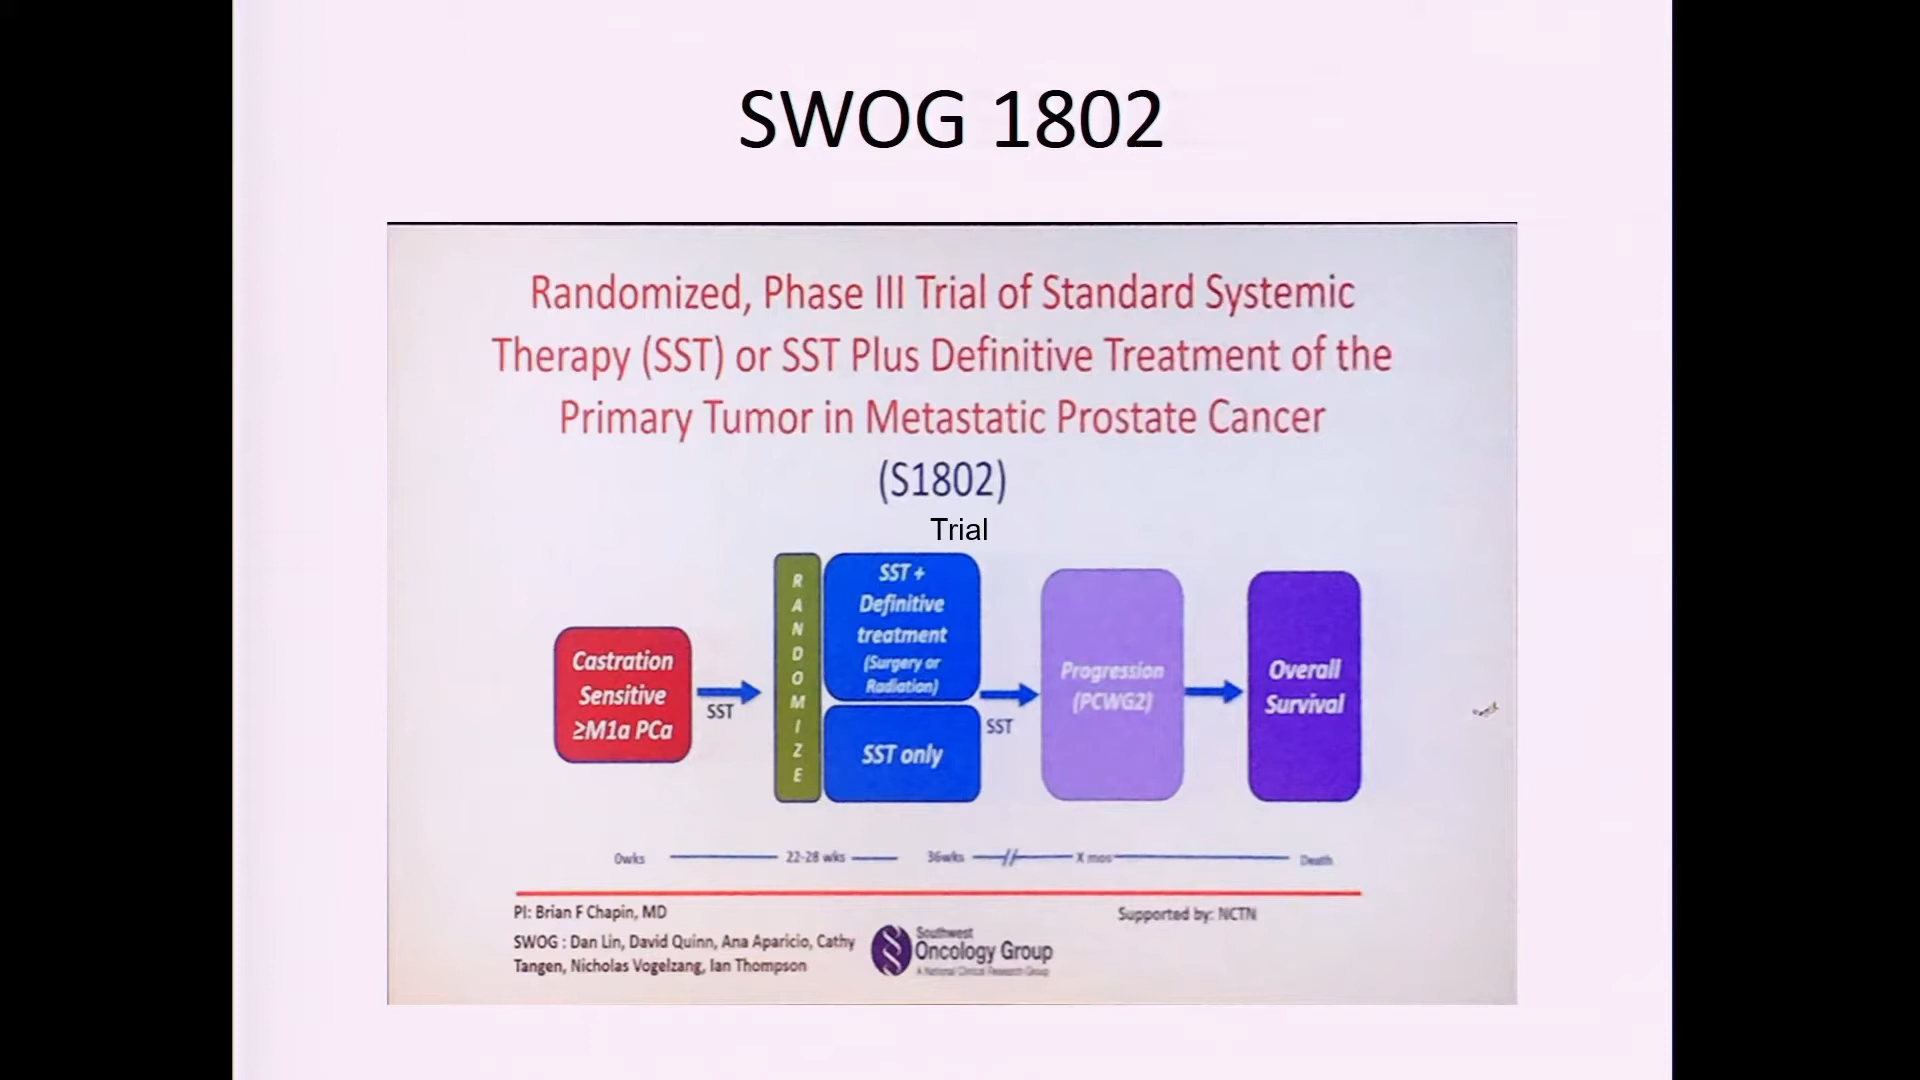 SWOG 1802
Randomized, Phase III Trial of Standard Systemic
Therapy (SST) or SST Plus Definitive Treatment of the
Primary Tumor in Metastatic Prostate Cancer
(S1802)
Trial
Castration
Sensitive
≥M1a PCa
SST
RANDOMIZE
SST +
Definitive
treatment
(Surgery or
Radiation)
SST only
SST
Progression
(PCWG2)
Overall
Survival
0wks
22-28 wks
36wks
X mos
Death
PI: Brian F Chapin, MD
SWOG : Dan Lin, David Quinn, Ana Aparicio, Cathy
Tangen, Nicholas Vogelzang, Ian Thompson
Southwest
Oncology Group
A National Clinical Research Group
Supported by: NCTN